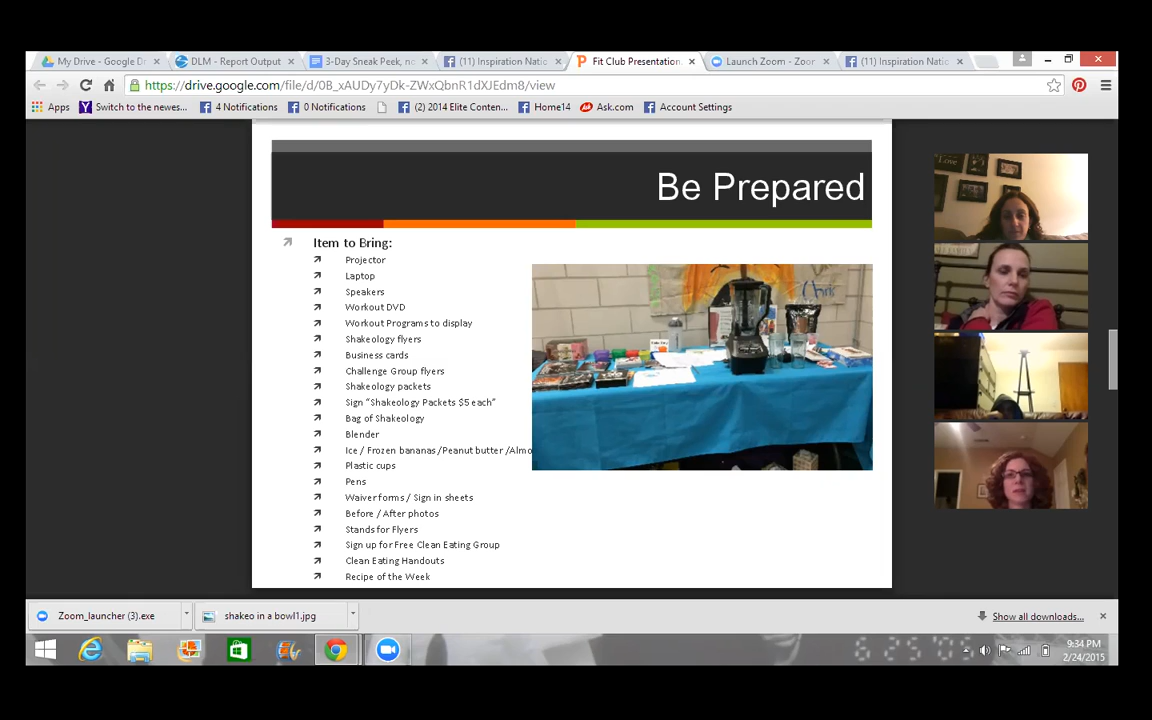 My Drive - Google Dr
DLM - Report Output
3-Day Sneak Peek, no
(11) Inspiration Natio
Fit Club Presentation.
Launch Zoom - Zoom
(11) Inspiration Natio
https://drive.google.com/file/d/0B_xAUDy7yDk-ZWxQbnR1dXJEdm8/view
Apps
Switch to the newes...
4 Notifications
0 Notifications
(2) 2014 Elite Conten...
Home14
Ask.com
Account Settings
Be Prepared
Item to Bring:
Projector
Laptop
Speakers
Workout DVD
Workout Programs to display
Shakeology flyers
Business cards
Challenge Group flyers
Shakeology packets
Sign “Shakeology Packets $5 each”
Bag of Shakeology
Blender
Ice / Frozen bananas /Peanut butter /Almo
Plastic cups
Pens
Waiver forms / Sign in sheets
Before / After photos
Stands for Flyers
Sign up for Free Clean Eating Group
Clean Eating Handouts
Recipe of the Week
Chris
Love
Zoom_launcher (3).exe
shakeo in a bowl1.jpg
Show all downloads...
9:34 PM
2/24/2015